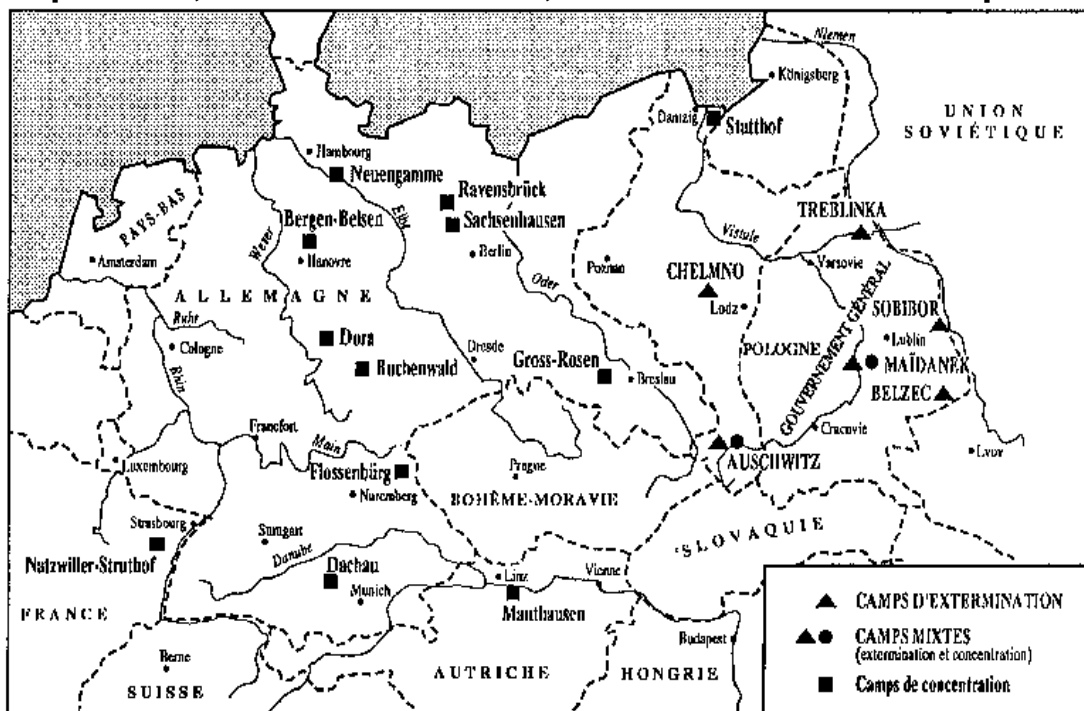 Niemen
Königsberg
UNION
SOVIÉTIQUE
Dantzig
Stutthof
Hambourg
Neuengamme
Ravensbrück
Sachsenhausen
Elbe
PAYS-BAS
Bergen-Belsen
Weser
Hanovre
Berlin
Amsterdam
Vistule
TREBLINKA
Varsovie
Poznan
CHELMNO
Lodz
Oder
ALLEMAGNE
Ruhr
Cologne
Rhin
Dora
Buchenwald
Dresde
Gross-Rosen
Breslau
POLOGNE
GOUVERNEMENT GÉNÉRAL
SOBIBOR
Lublin
MAÏDANEK
BELZEC
Cracovie
Lvov
AUSCHWITZ
Francfort
Main
Luxembourg
Flossenbürg
Nuremberg
Prague
BOHÊME-MORAVIE
SLOVAQUIE
Strasbourg
Natzwiller-Struthof
Stuttgart
Danube
Dachau
Munich
Linz
Mauthausen
Vienne
FRANCE
Berne
SUISSE
AUTRICHE
HONGRIE
Budapest
CAMPS D'EXTERMINATION
CAMPS MIXTES
(extermination et concentration)
Camps de concentration